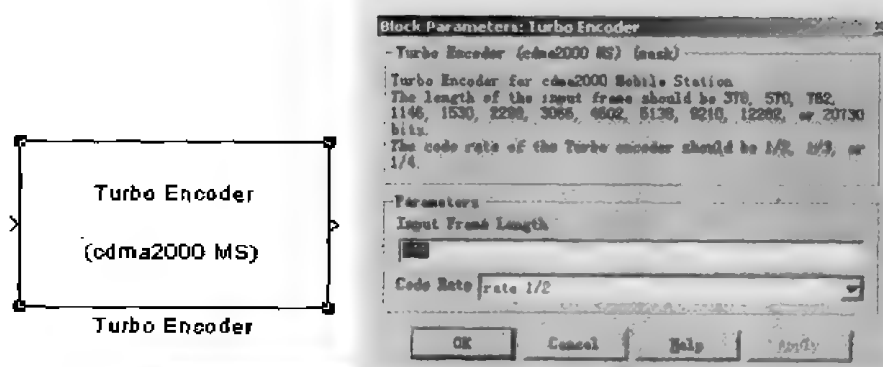 Turbo Encoder
(cdma2000 MS)
Turbo Encoder
Block Parameters: Turbo Encoder
Turbo Encoder (cdma2000 MS) (mask)
Turbo Encoder for cdma2000 Mobile Station
The length of the input frame should be 378, 570, 762,
1146, 1530, 2298, 3066, 4602, 6138, 9210, 12282, or 20730
bits.
The code rate of the Turbo encoder should be 1/2, 1/3, or
1/4.
Parameters
Input Frame Length
Code Rate rate 1/2
OK Cancel Help Apply